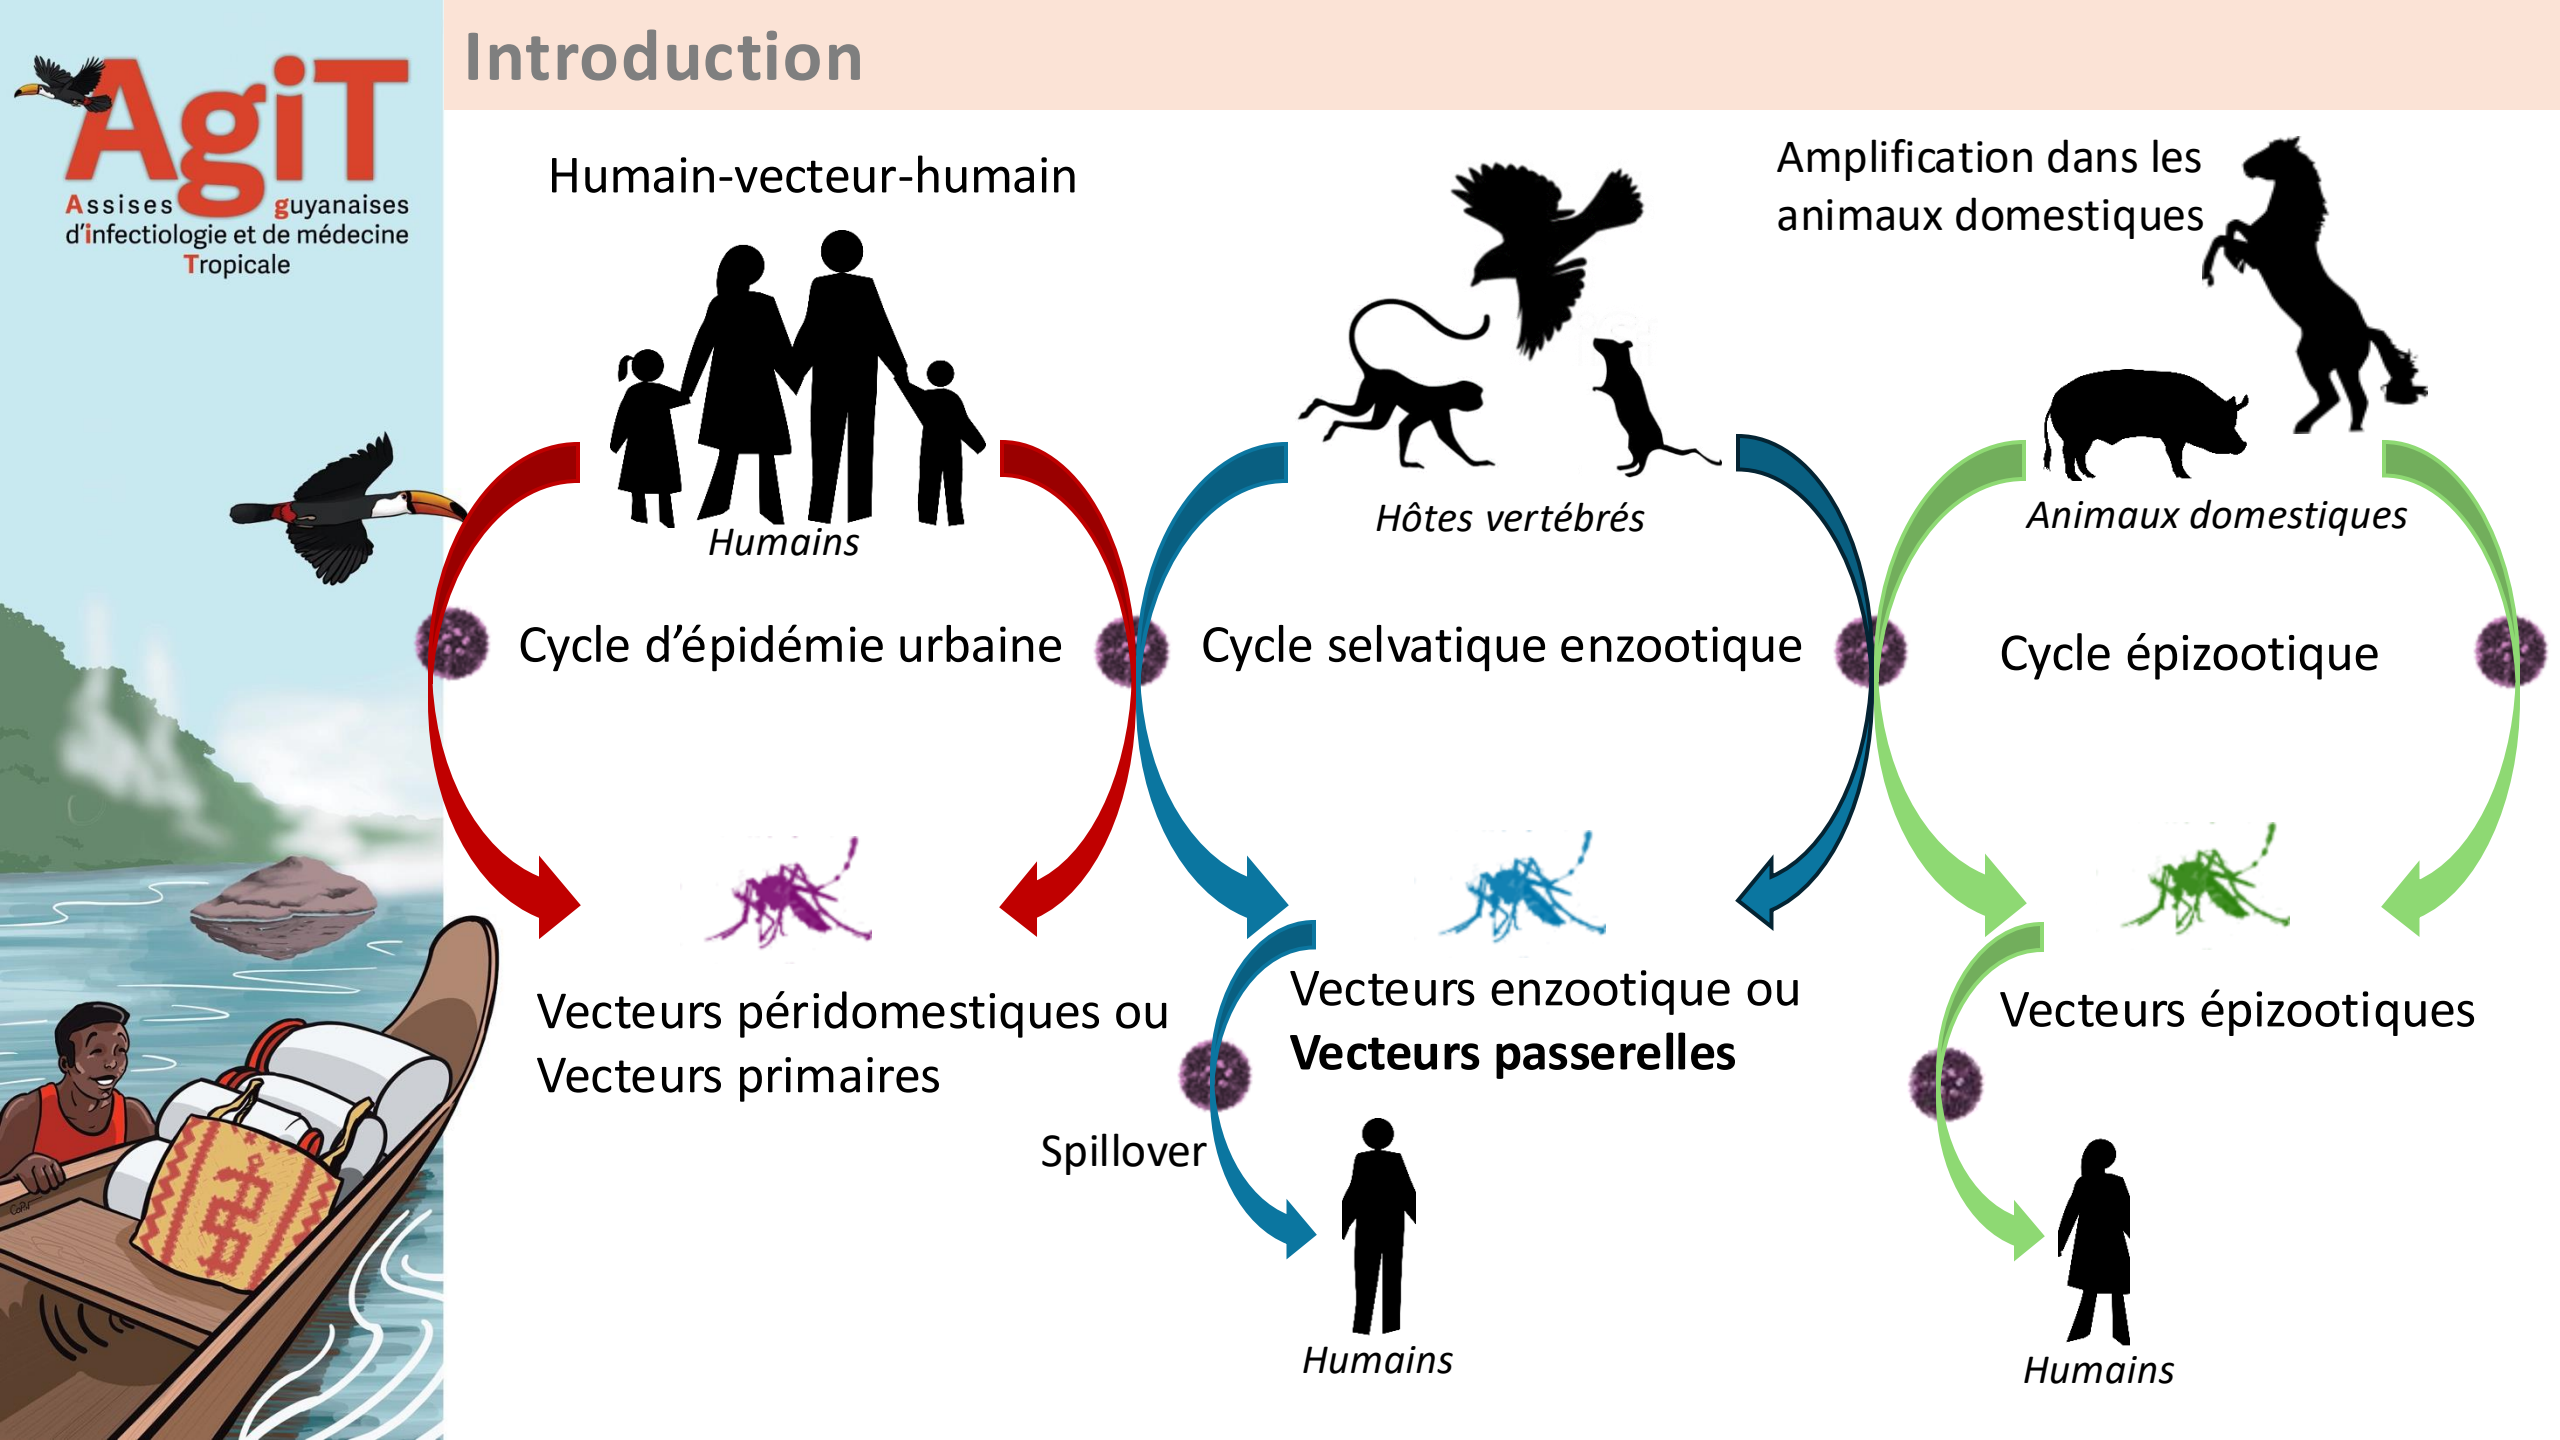 AgiT
Assises guyanaises
d'infectiologie et de médecine
Tropicale
Introduction
Humain-vecteur-humain
Humains
Cycle d'épidémie urbaine
Vecteurs péridomestiques ou
Vecteurs primaires
Hôtes vertébrés
Cycle selvatique enzootique
Vecteurs enzootique ou
Vecteurs passerelles
Spillover
Humains
Amplification dans les
animaux domestiques
Animaux domestiques
Cycle épizootique
Vecteurs épizootiques
Humains